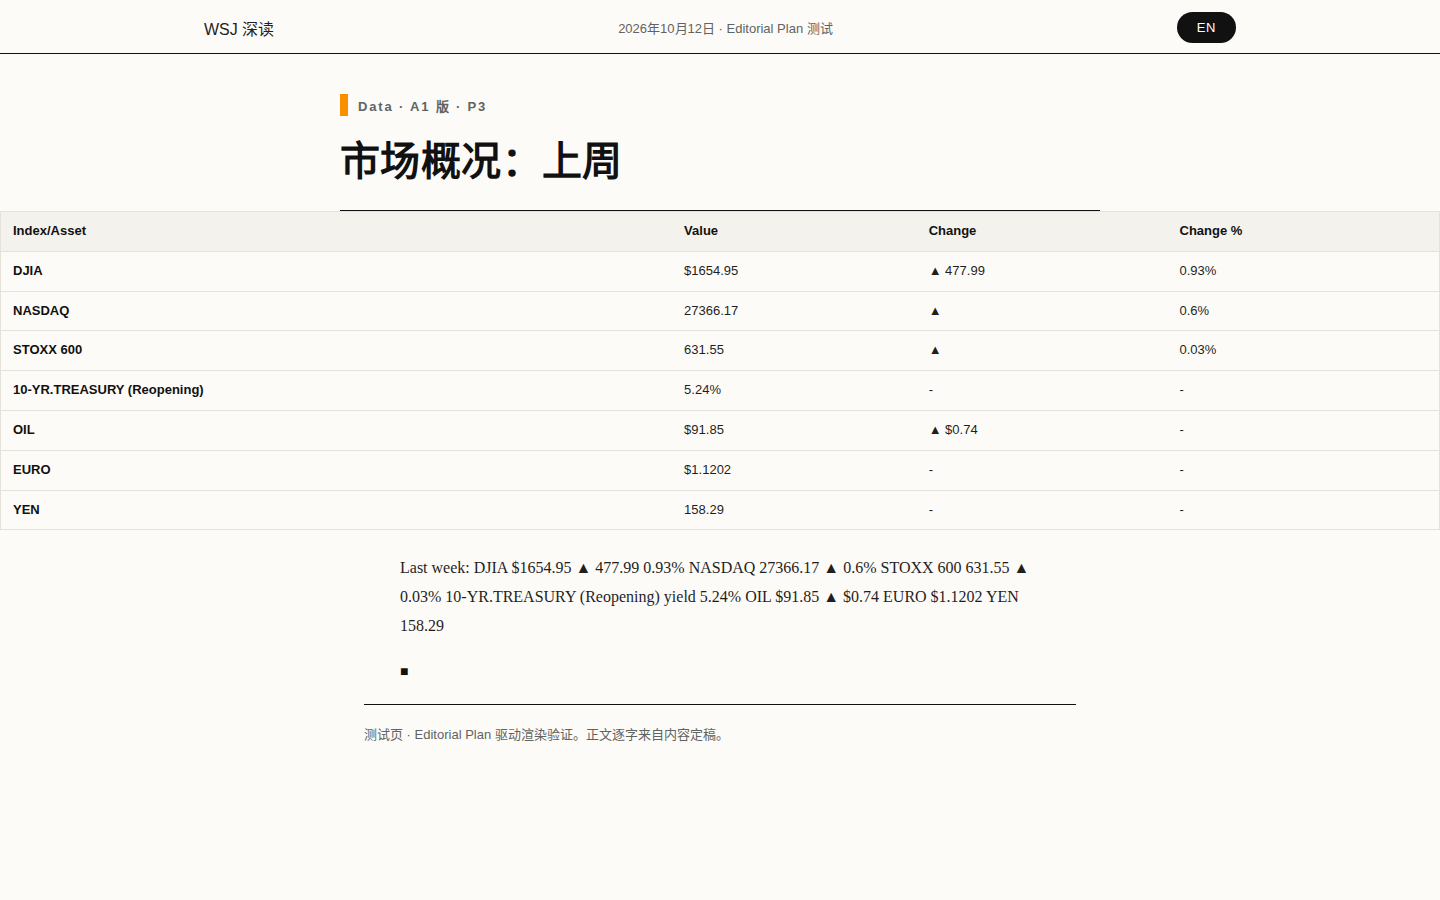 WSJ 深读
2026年10月12日 · Editorial Plan 测试
EN
Data · A1 版 · P3
市场概况：上周
Index/Asset Value Change Change %
DJIA $1654.95 ▲ 477.99 0.93%
NASDAQ 27366.17 ▲ 0.6%
STOXX 600 631.55 ▲ 0.03%
10-YR.TREASURY (Reopening) 5.24% - -
OIL $91.85 ▲ $0.74 -
EURO $1.1202 - -
YEN 158.29 - -
Last week: DJIA $1654.95 ▲ 477.99 0.93% NASDAQ 27366.17 ▲ 0.6% STOXX 600 631.55 ▲
0.03% 10-YR.TREASURY (Reopening) yield 5.24% OIL $91.85 ▲ $0.74 EURO $1.1202 YEN
158.29
■
测试页 · Editorial Plan 驱动渲染验证。正文逐字来自内容定稿。